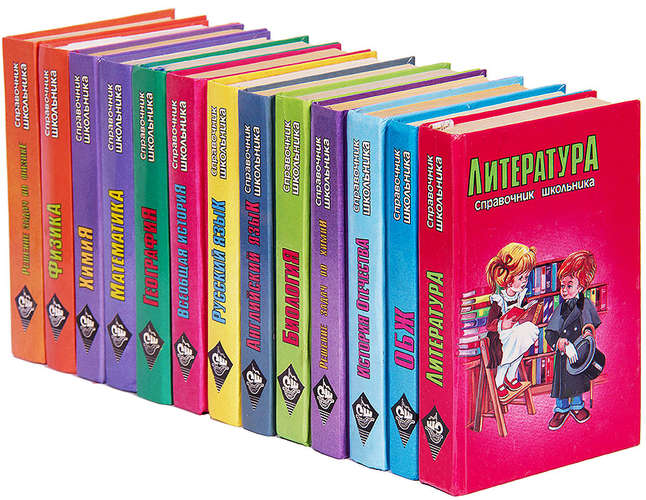 Справочник
школьника
Решение задач по физике
Справочник
школьника
Физика
Справочник
школьника
Химия
Справочник
школьника
Математика
Справочник
школьника
География
Справочник
школьника
Всеобщая история
Справочник
школьника
Русский язык
Справочник
школьника
Английский язык
Справочник
школьника
Биология
Справочник
школьника
Решение задач по химии
Справочник
школьника
История Отечества
Справочник
школьника
ОБЖ
Справочник
школьника
Литература
Литература
Справочник школьника